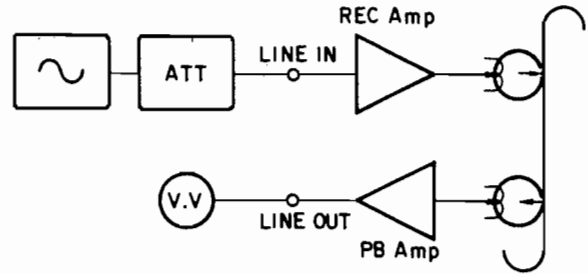 REC Amp
LINE IN
ATT
V.V
LINE OUT
PB Amp